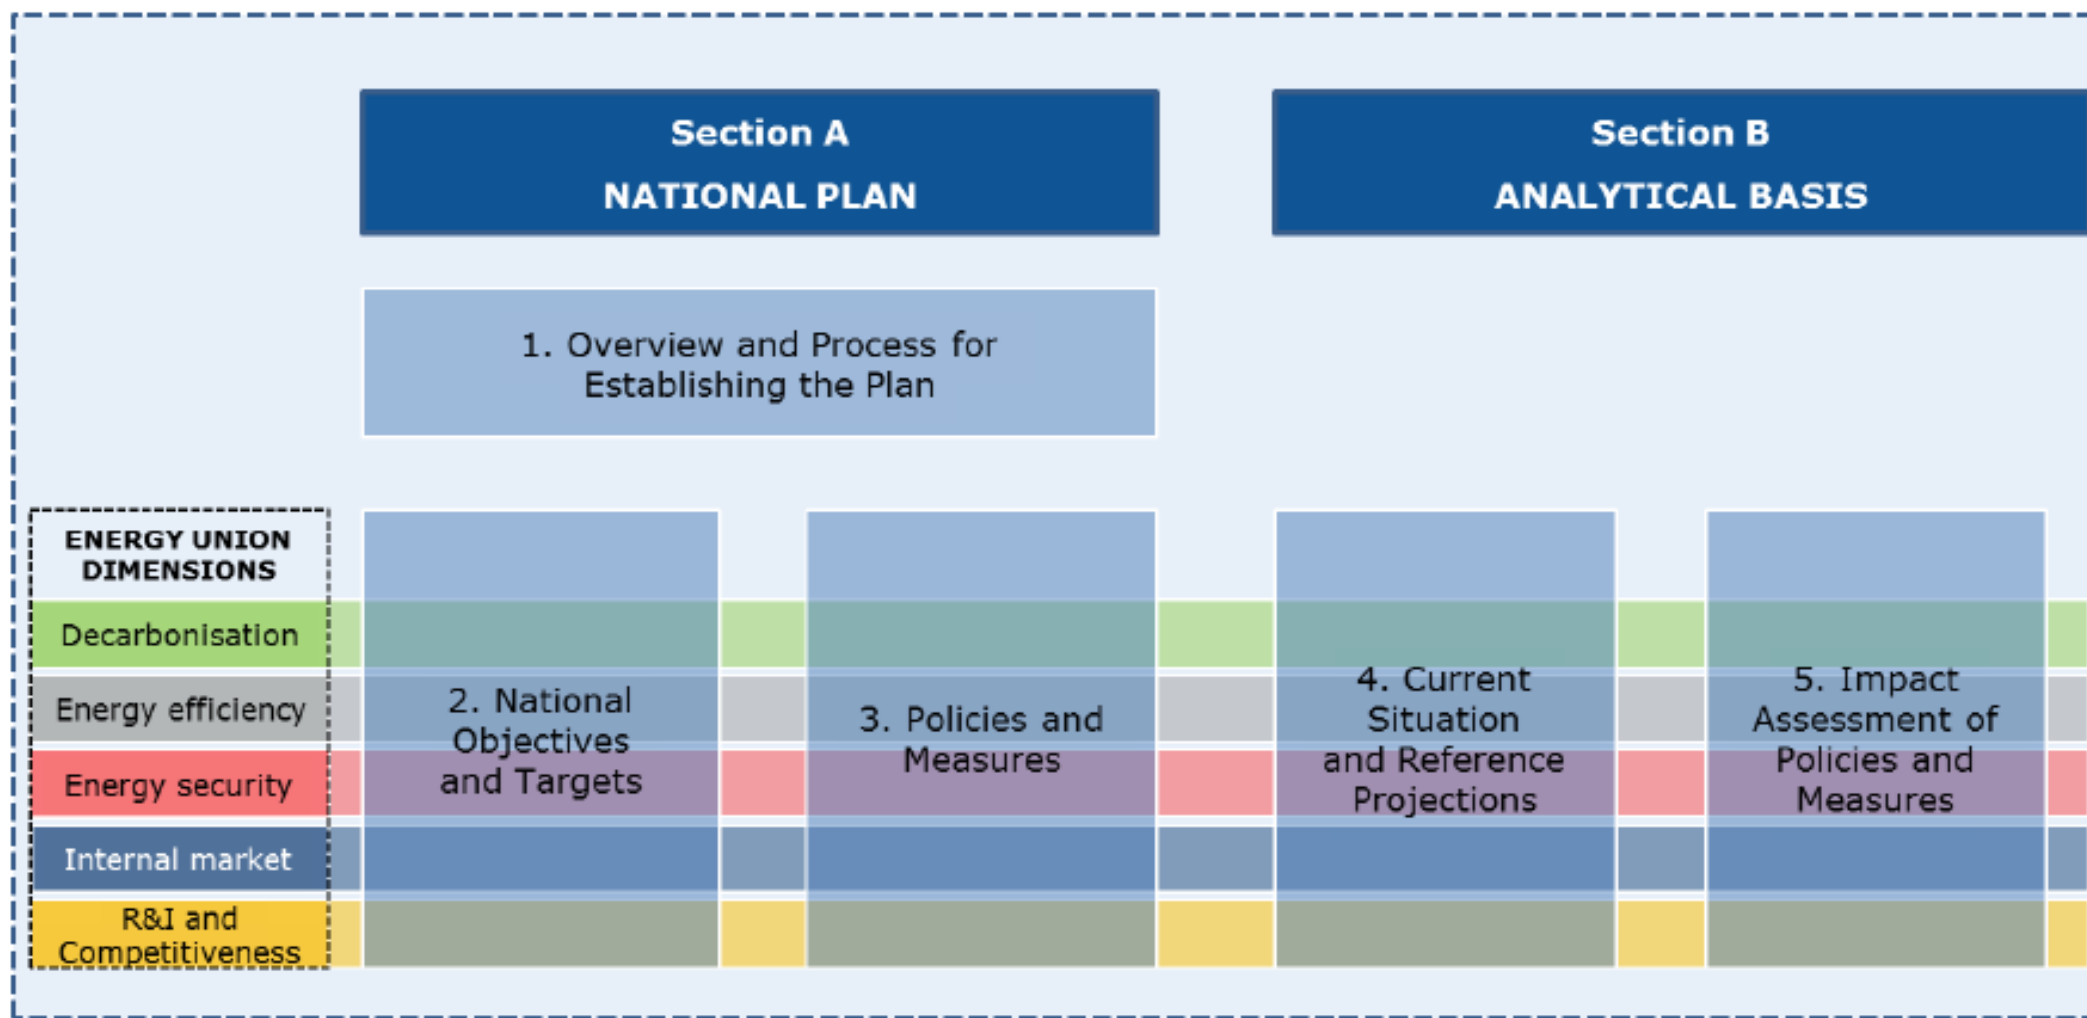 Section A
NATIONAL PLAN
Section B
ANALYTICAL BASIS
1. Overview and Process for
Establishing the Plan
ENERGY UNION
DIMENSIONS
Decarbonisation
Energy efficiency
Energy security
Internal market
R&I and
Competitiveness
2. National
Objectives
and Targets
3. Policies and
Measures
4. Current
Situation
and Reference
Projections
5. Impact
Assessment of
Policies and
Measures